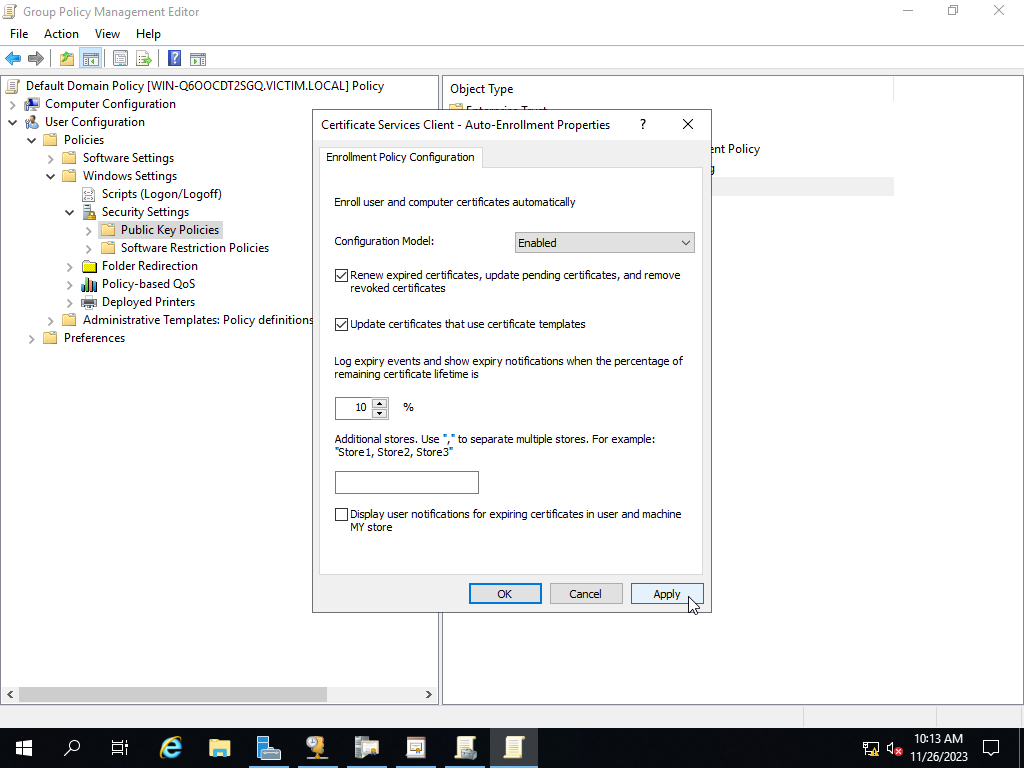 Group Policy Management Editor
File Action View Help
Default Domain Policy [WIN-Q6OOCDT2SGQ.VICTIM.LOCAL] Policy
Computer Configuration
User Configuration
Policies
Software Settings
Windows Settings
Scripts (Logon/Logoff)
Security Settings
Public Key Policies
Software Restriction Policies
Folder Redirection
Policy-based QoS
Deployed Printers
Administrative Templates: Policy definitions
Preferences
Object Type
Enterprise Trust
ent Policy
g
Certificate Services Client - Auto-Enrollment Properties
?
Enrollment Policy Configuration
Enroll user and computer certificates automatically
Configuration Model:
Enabled
Renew expired certificates, update pending certificates, and remove
revoked certificates
Update certificates that use certificate templates
Log expiry events and show expiry notifications when the percentage of
remaining certificate lifetime is
10 %
Additional stores. Use "," to separate multiple stores. For example:
"Store1, Store2, Store3"
Display user notifications for expiring certificates in user and machine
MY store
OK Cancel Apply
10:13 AM
11/26/2023